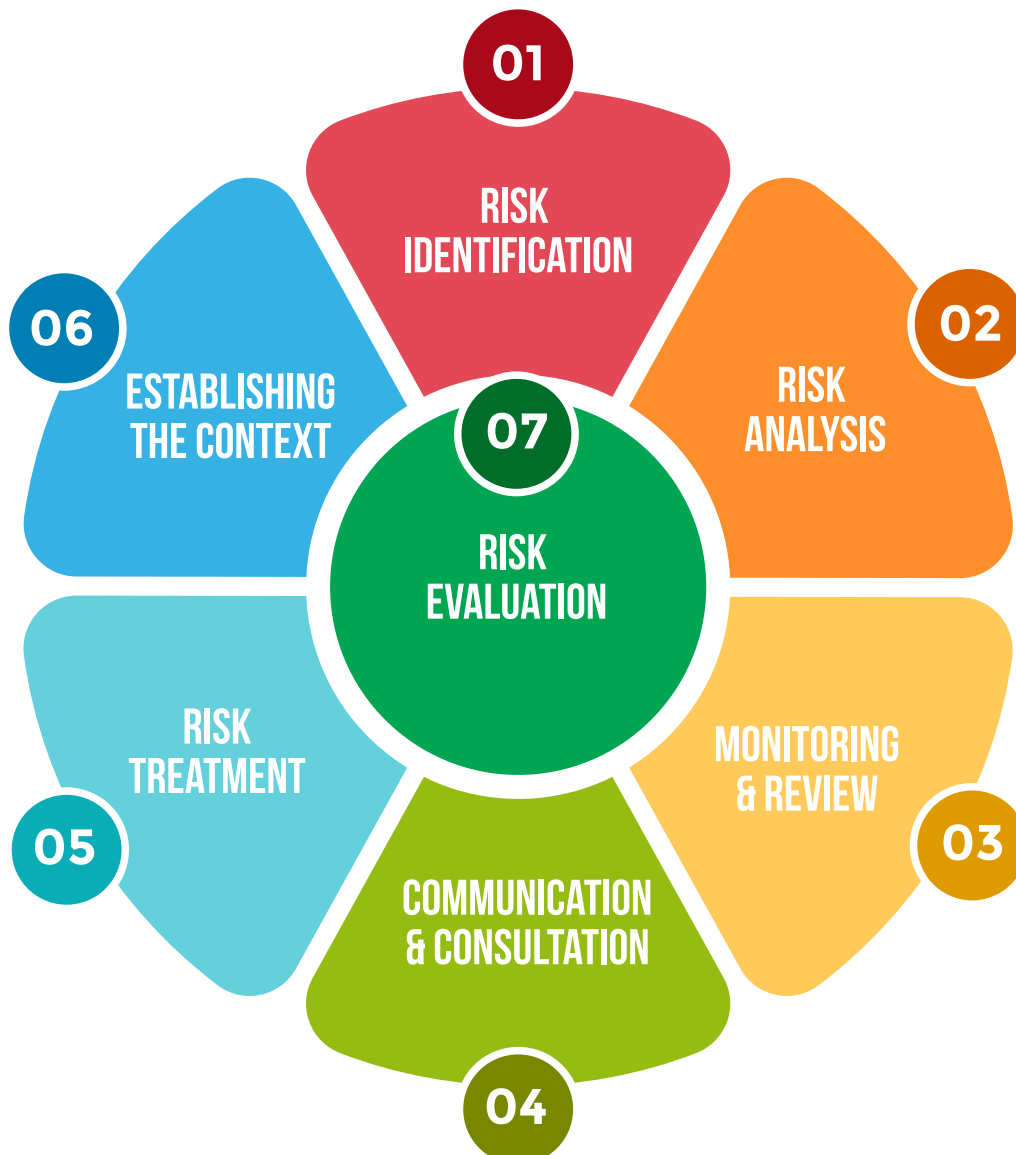 01
RISK
IDENTIFICATION
02
RISK
ANALYSIS
03
MONITORING
& REVIEW
04
COMMUNICATION
& CONSULTATION
05
RISK
TREATMENT
06
ESTABLISHING
THE CONTEXT
07
RISK
EVALUATION